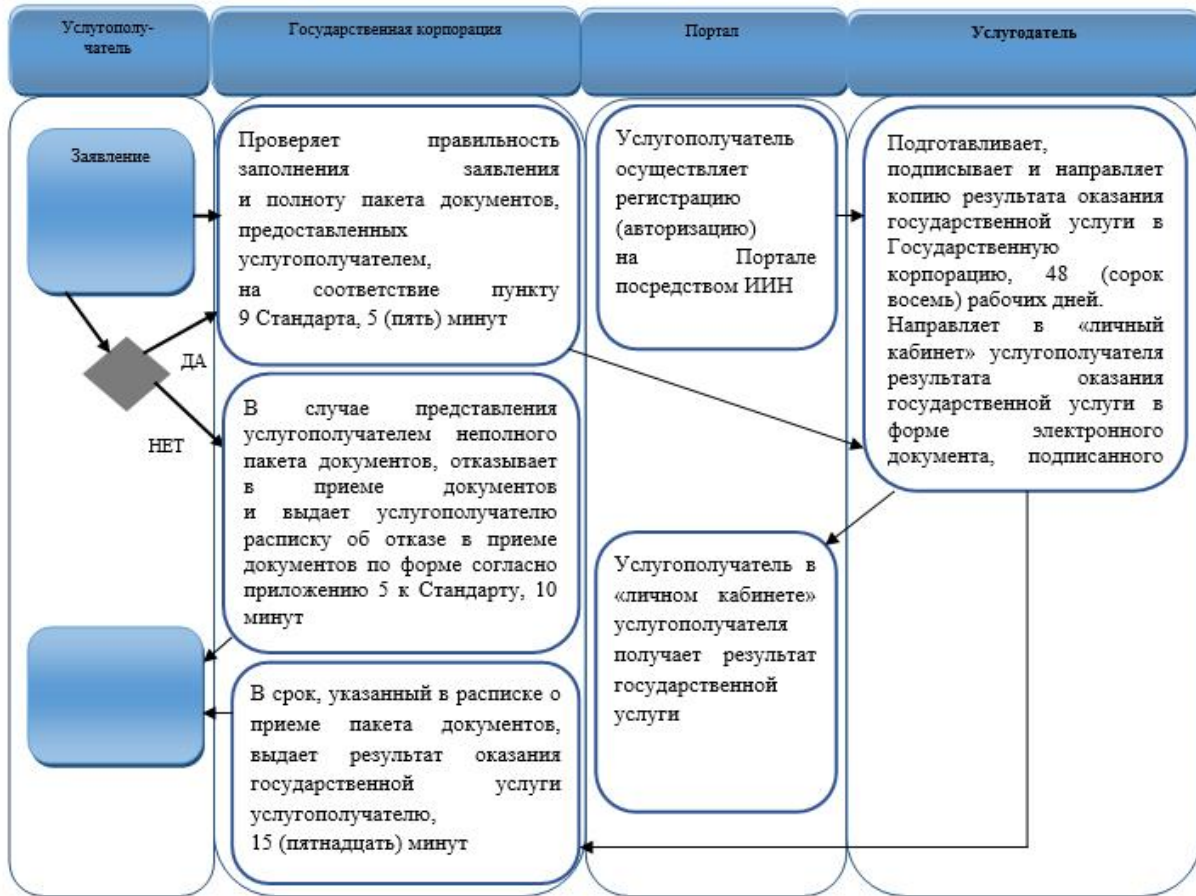 Услугополу-
чатель
Государственная корпорация
Портал
Услугодатель
Заявление
ДА
НЕТ
Проверяет правильность
заполнения заявления
и полноту пакета документов,
предоставленных
услугополучателем,
на соответствие пункту
9 Стандарта, 5 (пять) минут
В случае представления
услугополучателем неполного
пакета документов, отказывает
в приеме документов
и выдает услугополучателю
расписку об отказе в приеме
документов по форме согласно
приложению 5 к Стандарту, 10
минут
В срок, указанный в расписке о
приеме пакета документов,
выдает результат оказания
государственной услуги
услугополучателю,
15 (пятнадцать) минут
Услугополучатель
осуществляет
регистрацию
(авторизацию)
на Портале
посредством ИИН
Услугополучатель в
«личном кабинете»
услугополучателя
получает результат
государственной
услуги
Подготавливает,
подписывает и направляет
копию результата оказания
государственной услуги в
Государственную
корпорацию, 48 (сорок
восемь) рабочих дней.
Направляет в «личный
кабинет» услугополучателя
результата оказания
государственной услуги в
форме электронного
документа, подписанного